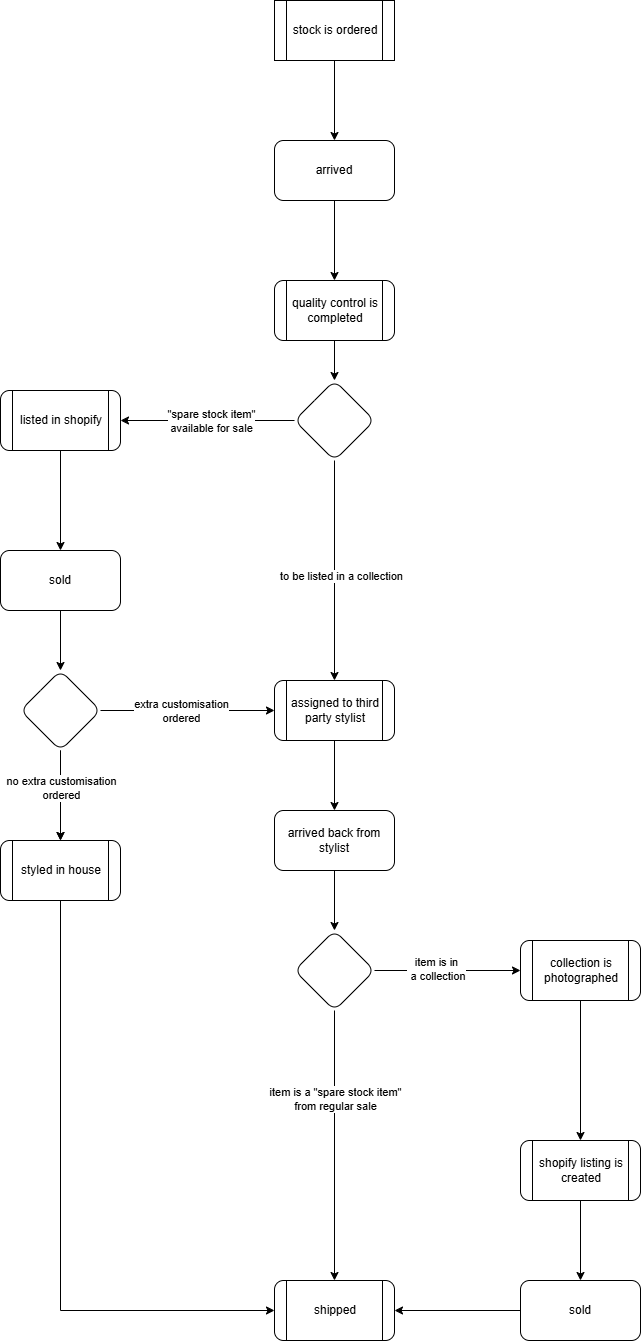 stock is ordered
arrived
quality control is
completed
listed in shopify
"spare stock item"
available for sale
sold
to be listed in a collection
extra customisation
ordered
assigned to third
party stylist
no extra customisation
ordered
arrived back from
stylist
styled in house
item is in
a collection
collection is
photographed
item is a "spare stock item"
from regular sale
shopify listing is
created
shipped
sold